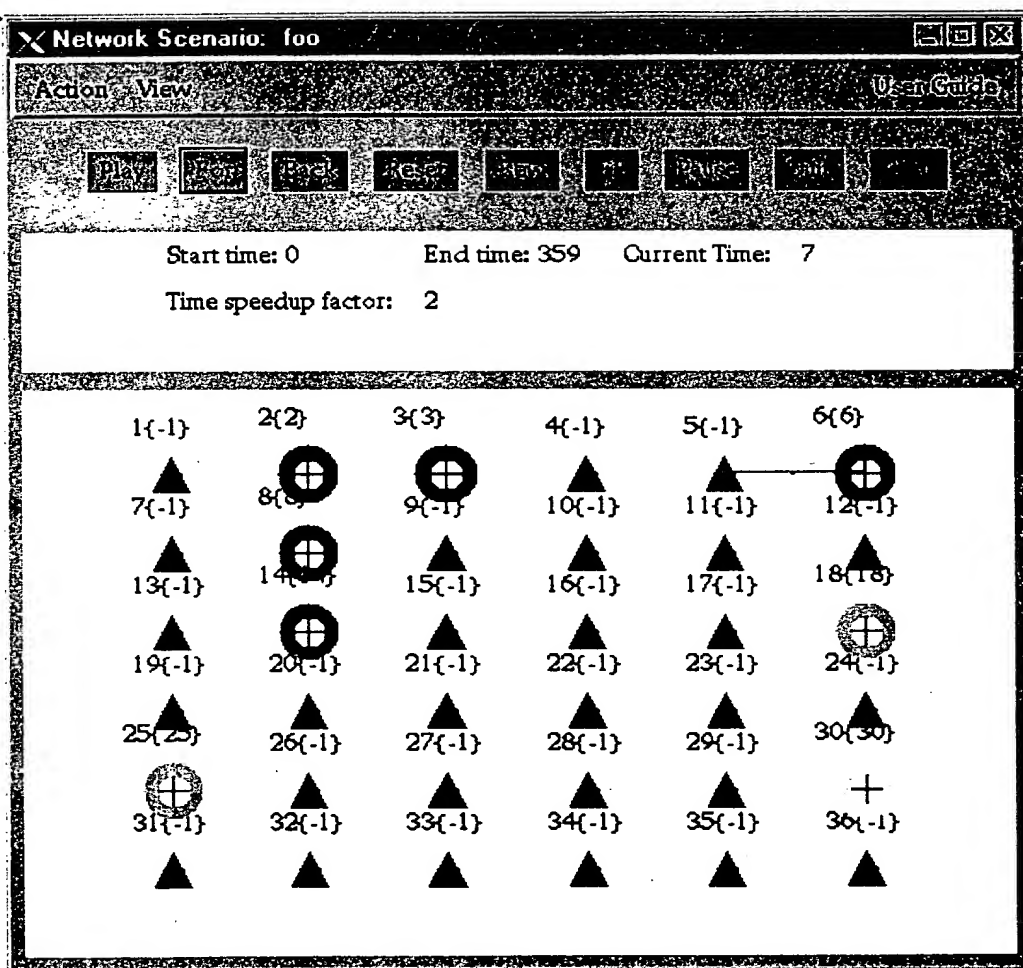 Network Scenario: foo
Action View User Guide
Play Back Reset Pause
Start time: 0 End time: 359 Current Time: 7
Time speedup factor: 2
1{-1} 2{2} 3{3} 4{-1} 5{-1} 6{6}
7{-1} 8{8} 9{-1} 10{-1} 11{-1} 12{-1}
13{-1} 14{14} 15{-1} 16{-1} 17{-1} 18{18}
19{-1} 20{-1} 21{-1} 22{-1} 23{-1} 24{-1}
25{25} 26{-1} 27{-1} 28{-1} 29{-1} 30{30}
31{-1} 32{-1} 33{-1} 34{-1} 35{-1} 36{-1}